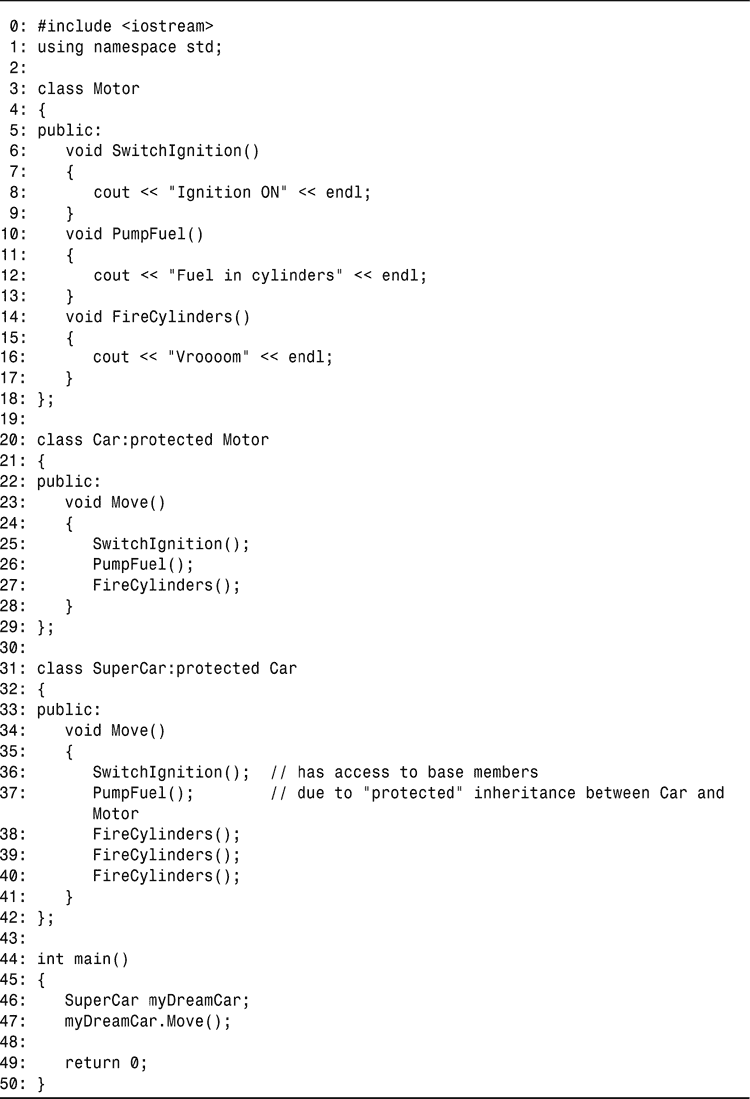 0: #include <iostream>
1: using namespace std;
2:
3: class Motor
4: {
5: public:
6:    void SwitchIgnition()
7:    {
8:       cout << "Ignition ON" << endl;
9:    }
10:    void PumpFuel()
11:    {
12:       cout << "Fuel in cylinders" << endl;
13:    }
14:    void FireCylinders()
15:    {
16:       cout << "Vroooom" << endl;
17:    }
18: };
19:
20: class Car:protected Motor
21: {
22: public:
23:    void Move()
24:    {
25:       SwitchIgnition();
26:       PumpFuel();
27:       FireCylinders();
28:    }
29: };
30:
31: class SuperCar:protected Car
32: {
33: public:
34:    void Move()
35:    {
36:       SwitchIgnition();  // has access to base members
37:       PumpFuel();        // due to "protected" inheritance between Car and
Motor
38:       FireCylinders();
39:       FireCylinders();
40:       FireCylinders();
41:    }
42: };
43:
44: int main()
45: {
46:    SuperCar myDreamCar;
47:    myDreamCar.Move();
48:
49:    return 0;
50: }